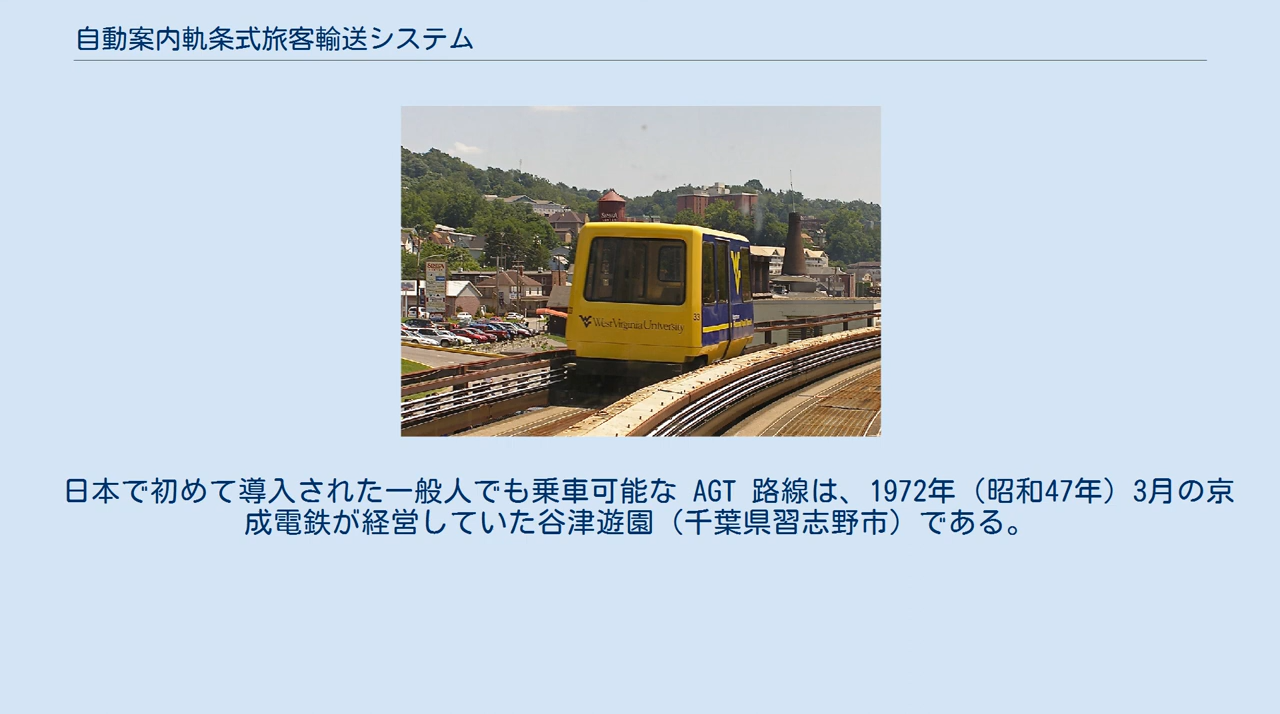 自動案内軌条式旅客輸送システム
West Virginia University
33
日本で初めて導入された一般人でも乗車可能な AGT 路線は、1972年（昭和47年）3月の京
成電鉄が経営していた谷津遊園（千葉県習志野市）である。